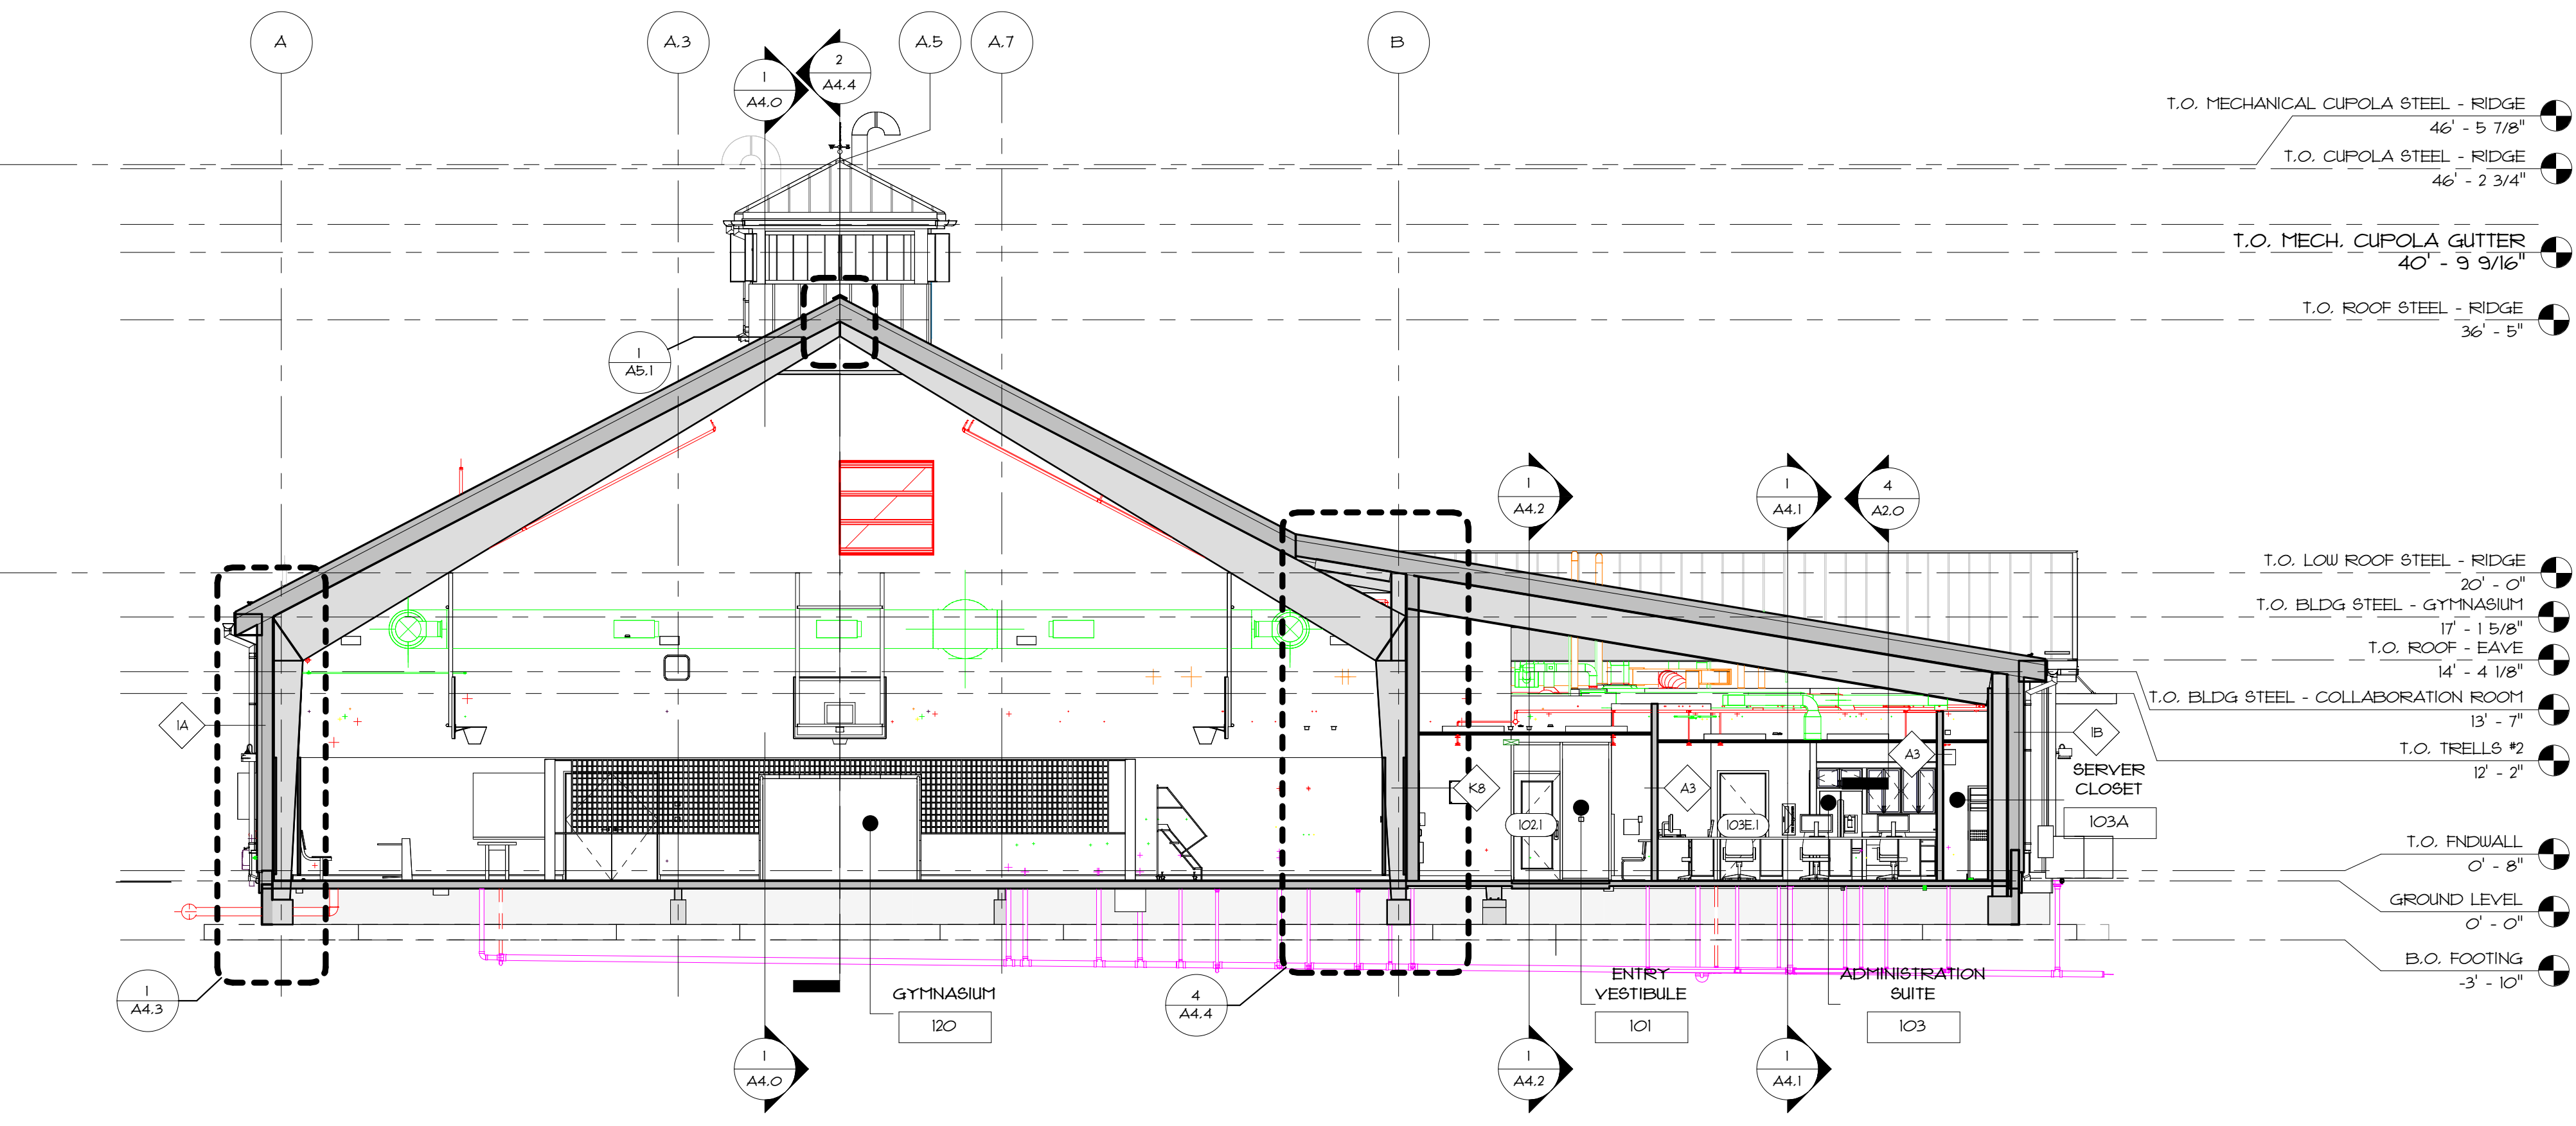 A
A.3
A.5
A.7
B
1
A4.0
2
A4.4
T.O. MECHANICAL CUPOLA STEEL - RIDGE
46' - 5 7/8"
T.O. CUPOLA STEEL - RIDGE
46' - 2 3/4"
T.O. MECH. CUPOLA GUTTER
40' - 9 9/16"
T.O. ROOF STEEL - RIDGE
36' - 5"
1
A5.1
1
A4.2
1
A4.1
4
A2.0
T.O. LOW ROOF STEEL - RIDGE
20' - 0"
T.O. BLDG STEEL - GYMNASIUM
17' - 1 5/8"
T.O. ROOF - EAVE
14' - 4 1/8"
T.O. BLDG STEEL - COLLABORATION ROOM
13' - 7"
T.O. TRELLS #2
12' - 2"
1A
1B
A3
K8
A3
SERVER
CLOSET
103A
102.1
103E.1
T.O. FNDWALL
0' - 8"
GROUND LEVEL
0' - 0"
B.O. FOOTING
-3' - 10"
1
A4.3
GYMNASIUM
120
4
A4.4
ENTRY
VESTIBULE
101
ADMINISTRATION
SUITE
103
1
A4.0
1
A4.2
1
A4.1